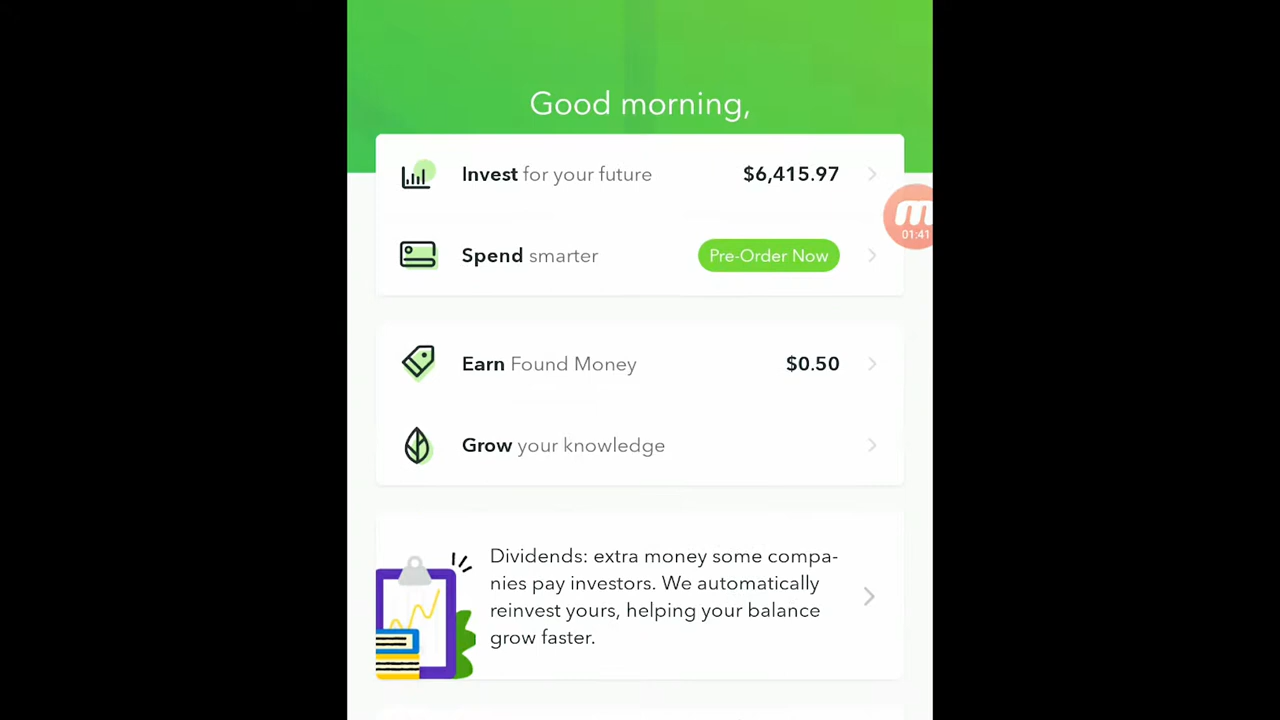 Good morning,
Invest for your future $6,415.97
m
01:41
Spend smarter Pre-Order Now
Earn Found Money $0.50
Grow your knowledge
Dividends: extra money some compa-
nies pay investors. We automatically
reinvest yours, helping your balance
grow faster.